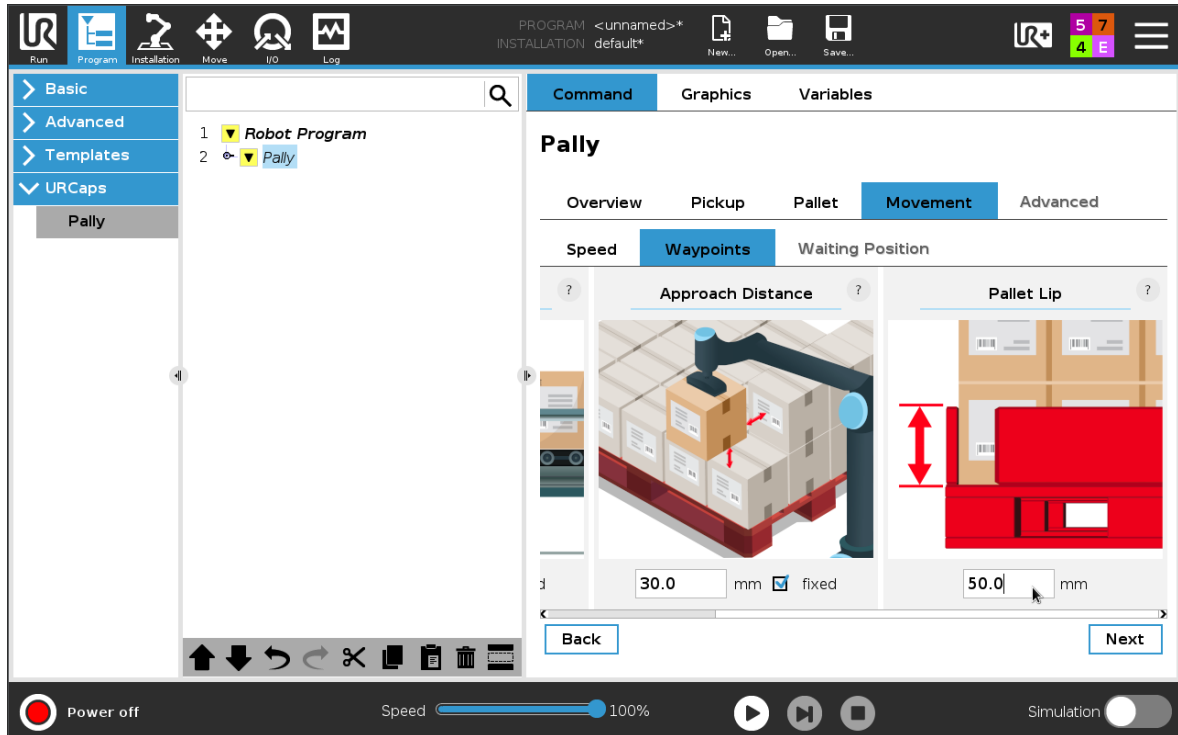 PROGRAM <unnamed>*
INSTALLATION default*
New... Open... Save...
UR+
5 7
4 E
UR
Run Program Installation Move I/O Log
Basic
Advanced
Templates
URCaps
Pally
1 Robot Program
2 Pally
Command Graphics Variables
Pally
Overview Pickup Pallet Movement Advanced
Speed Waypoints Waiting Position
? Approach Distance ? Pallet Lip ?
d 30.0 mm fixed 50.0 mm
Back Next
Power off Speed 100% Simulation